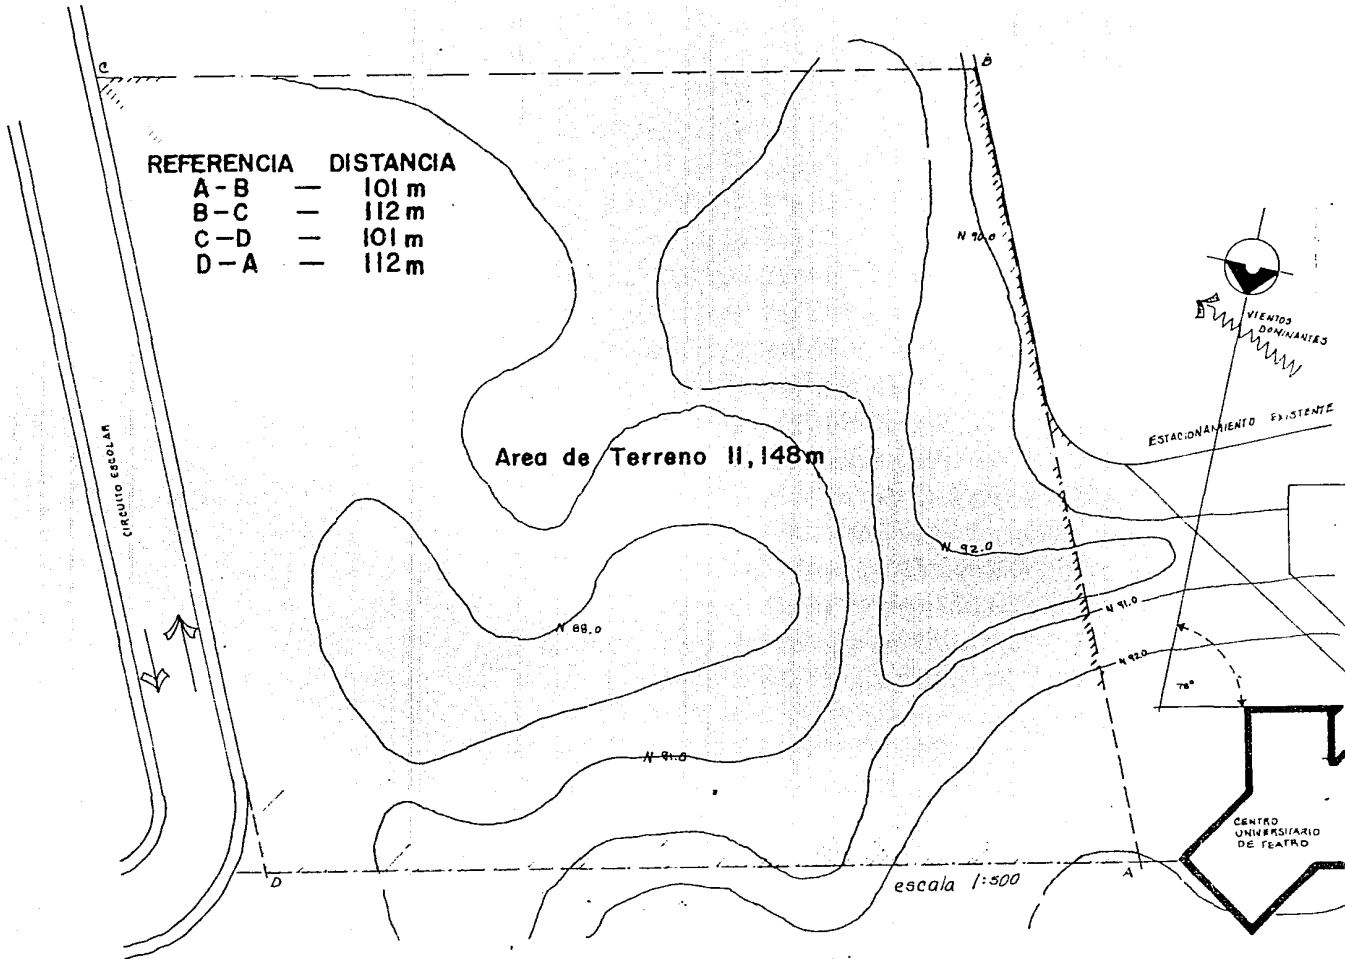 C
B
REFERENCIA DISTANCIA
A-B — 101 m
B-C — 112 m
C-D — 101 m
D-A — 112 m
N 90.0
VIENTOS
DOMINANTES
ESTACIONAMIENTO EXISTENTE
CIRCUITO ESCOLAR
Area de Terreno 11,148m
N 92.0
N 91.0
N 88.0
N 92.0
78°
N 91.0
CENTRO
UNIVERSITARIO
DE TEATRO
D
escala 1:500
A